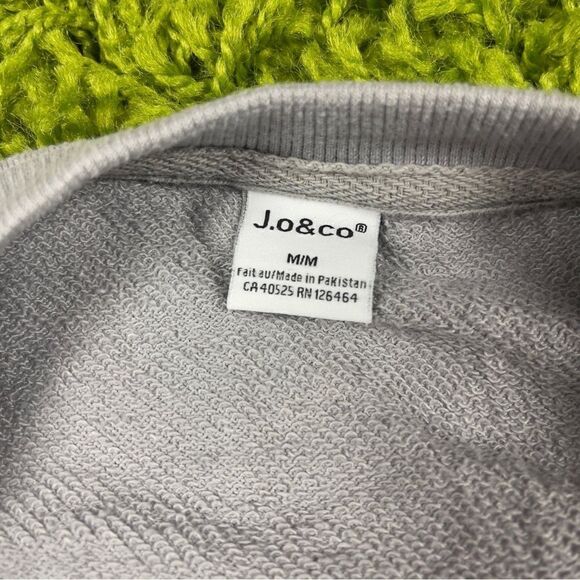 J.o&co®
M/M
Fait au/Made in Pakistan
CA 40525 RN 126464